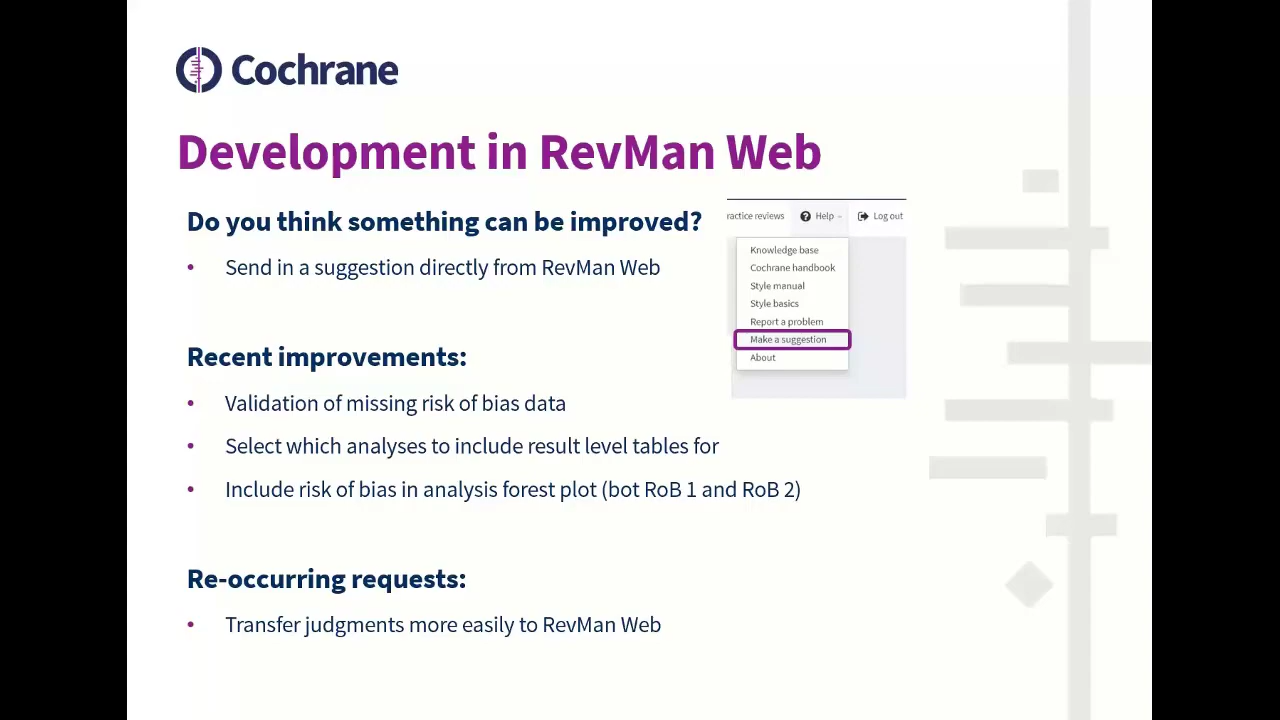 Cochrane
Development in RevMan Web
Do you think something can be improved?
• Send in a suggestion directly from RevMan Web
ractice reviews Help Log out
Knowledge base
Cochrane handbook
Style manual
Style basics
Report a problem
Make a suggestion
About
Recent improvements:
• Validation of missing risk of bias data
• Select which analyses to include result level tables for
• Include risk of bias in analysis forest plot (bot RoB 1 and RoB 2)
Re-occurring requests:
• Transfer judgments more easily to RevMan Web